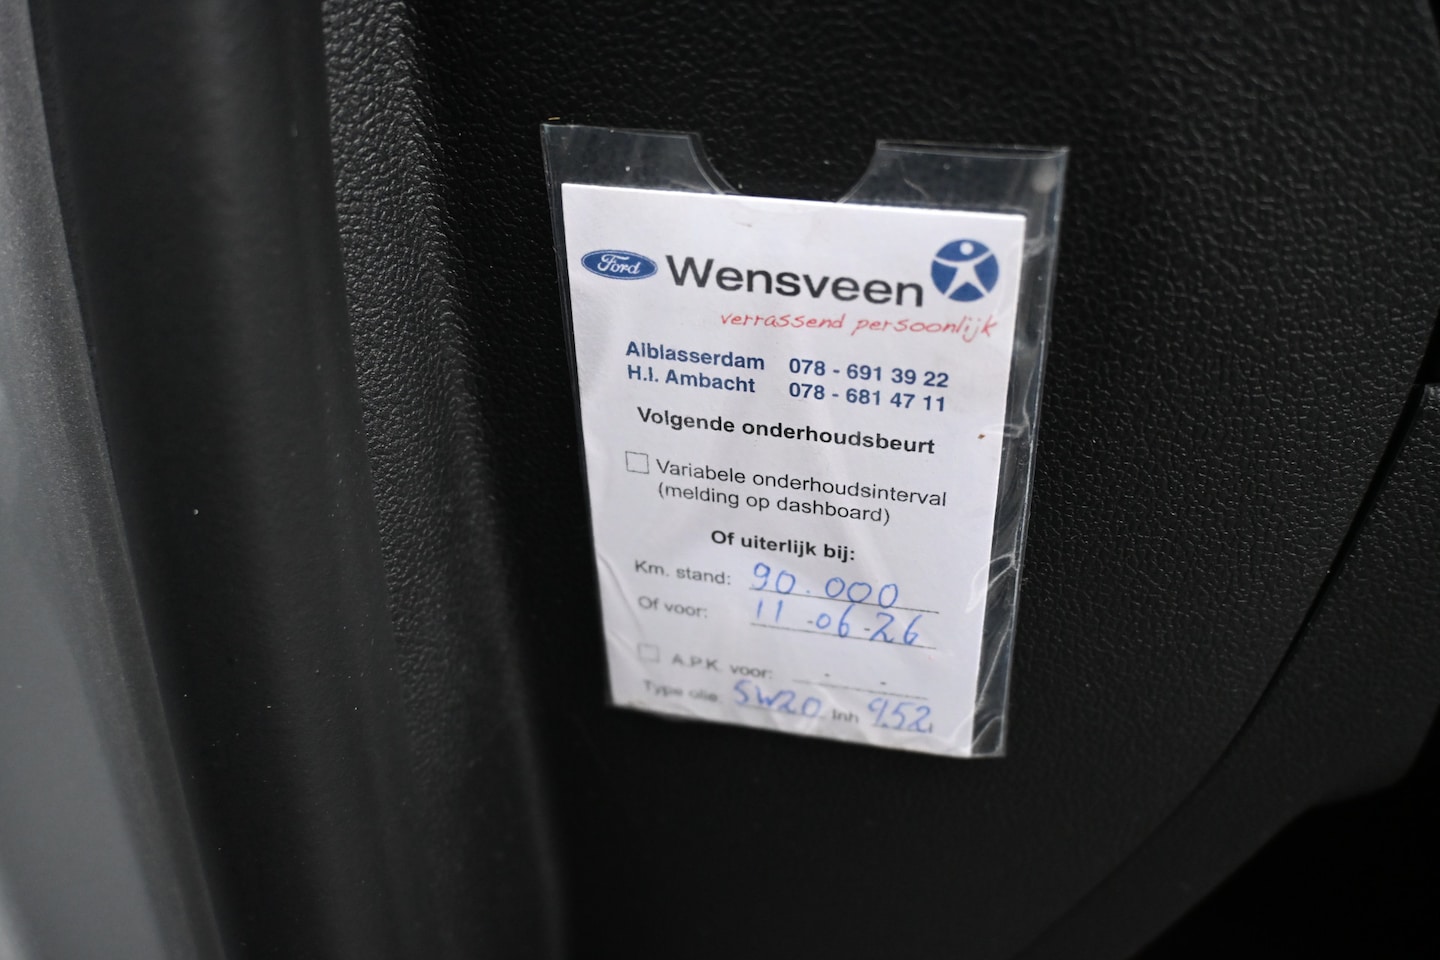 Ford Wensveen
verrassend persoonlijk
Alblasserdam 078 - 691 39 22
H.I. Ambacht 078 - 681 47 11
Volgende onderhoudsbeurt
Variabele onderhoudsinterval
(melding op dashboard)
Of uiterlijk bij:
Km. stand: 90.000
Of voor: 11-06-26
A.P.K. voor: - -
Type olie: 5W20 Inh 9.52 l